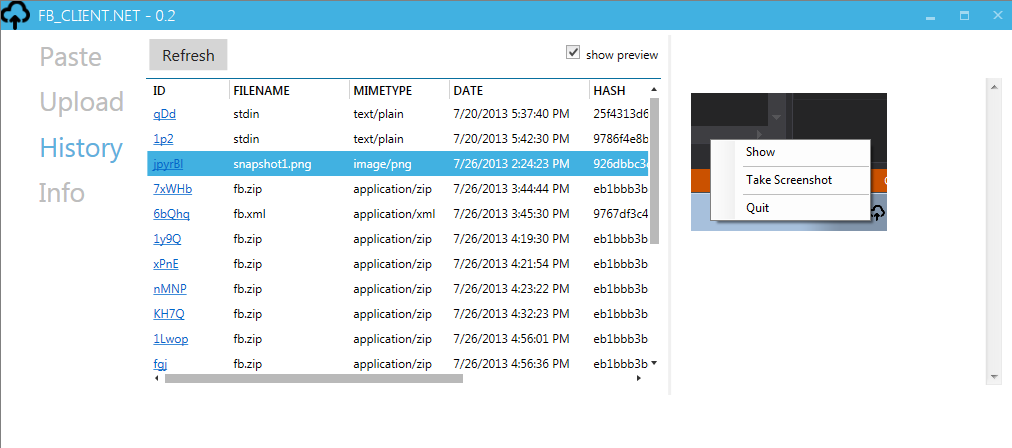 FB_CLIENT.NET - 0.2
Paste
Upload
History
Info
Refresh
show preview
ID FILENAME MIMETYPE DATE HASH
qDd stdin text/plain 7/20/2013 5:37:40 PM 25f4313d6
1p2 stdin text/plain 7/20/2013 5:42:30 PM 9786f4e8b
jpyrBI snapshot1.png image/png 7/26/2013 2:24:23 PM 926dbbc3
7xWHb fb.zip application/zip 7/26/2013 3:44:44 PM eb1bbb3b
6bQhq fb.xml application/xml 7/26/2013 3:45:30 PM 9767df3c4
1y9Q fb.zip application/zip 7/26/2013 4:19:30 PM eb1bbb3b
xPnE fb.zip application/zip 7/26/2013 4:21:54 PM eb1bbb3b
nMNP fb.zip application/zip 7/26/2013 4:23:22 PM eb1bbb3b
KH7Q fb.zip application/zip 7/26/2013 4:32:23 PM eb1bbb3b
1Lwop fb.zip application/zip 7/26/2013 4:56:01 PM eb1bbb3b
fgj fb.zip application/zip 7/26/2013 4:56:36 PM eb1bbb3b
Show
Take Screenshot
Quit